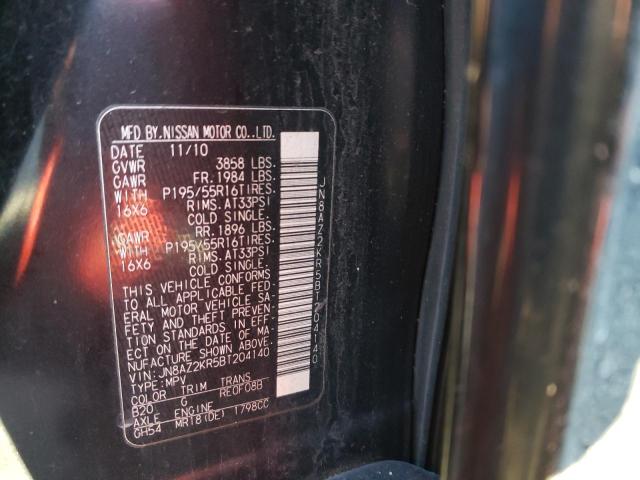 MFD BY.NISSAN MOTOR CO.,LTD.
DATE 11/10
GVWR 3858 LBS.
GAWR FR.1984 LBS.
WITH P195/55R16TIRES.
16X6 RIMS.AT33PSI
COLD SINGLE.
GAWR RR.1896 LBS.
WITH P195/55R16TIRES.
16X6 RIMS.AT33PSI
COLD SINGLE.
THIS VEHICLE CONFORMS
TO ALL APPLICABLE FED-
ERAL MOTOR VEHICLE SA-
FETY AND THEFT PREVEN-
TION STANDARDS IN EFF-
ECT ON THE DATE OF MA-
NUFACTURE SHOWN ABOVE.
VIN:JN8AZ2KR5BT204140
TYPE:MPV
COLOR TRIM TRANS
B20 G RE0F08B
AXLE ENGINE
GH54 MR18(DE) 1798CC
JN8AZ2KR5BT204140